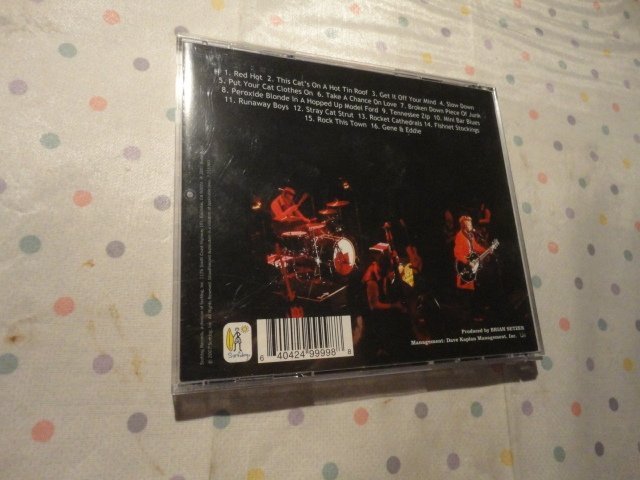 1. Red Hot 2. This Cat's On A Hot Tin Roof 3. Get It Off Your Mind 4. Slow Down
5. Put Your Cat Clothes On 6. Take A Chance On Love 7. Broken Down Piece Of Junk
8. Peroxide Blonde In A Hopped Up Model Ford 9. Tennessee Zip 10. Mini Bar Blues
11. Runaway Boys 12. Stray Cat Strut 13. Rocket Cathedrals 14. Fishnet Stockings
15. Rock This Town 16. Gene & Eddie
Produced by BRIAN SETZER
Management: Dave Kaplan Management, Inc.
Surfdog
6 40424 99998 8